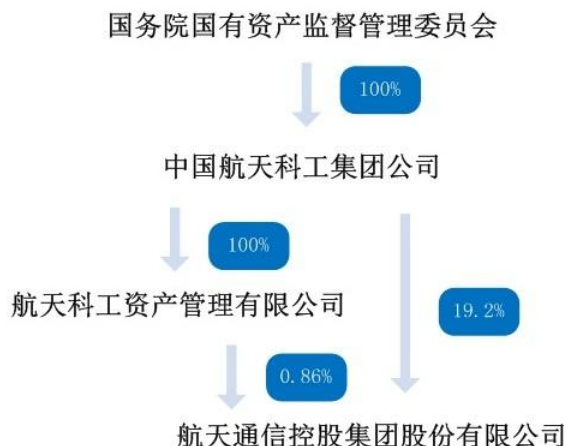 国务院国有资产监督管理委员会
100%
中国航天科工集团公司
100%
航天科工资产管理有限公司
19.2%
0.86%
航天通信控股集团股份有限公司